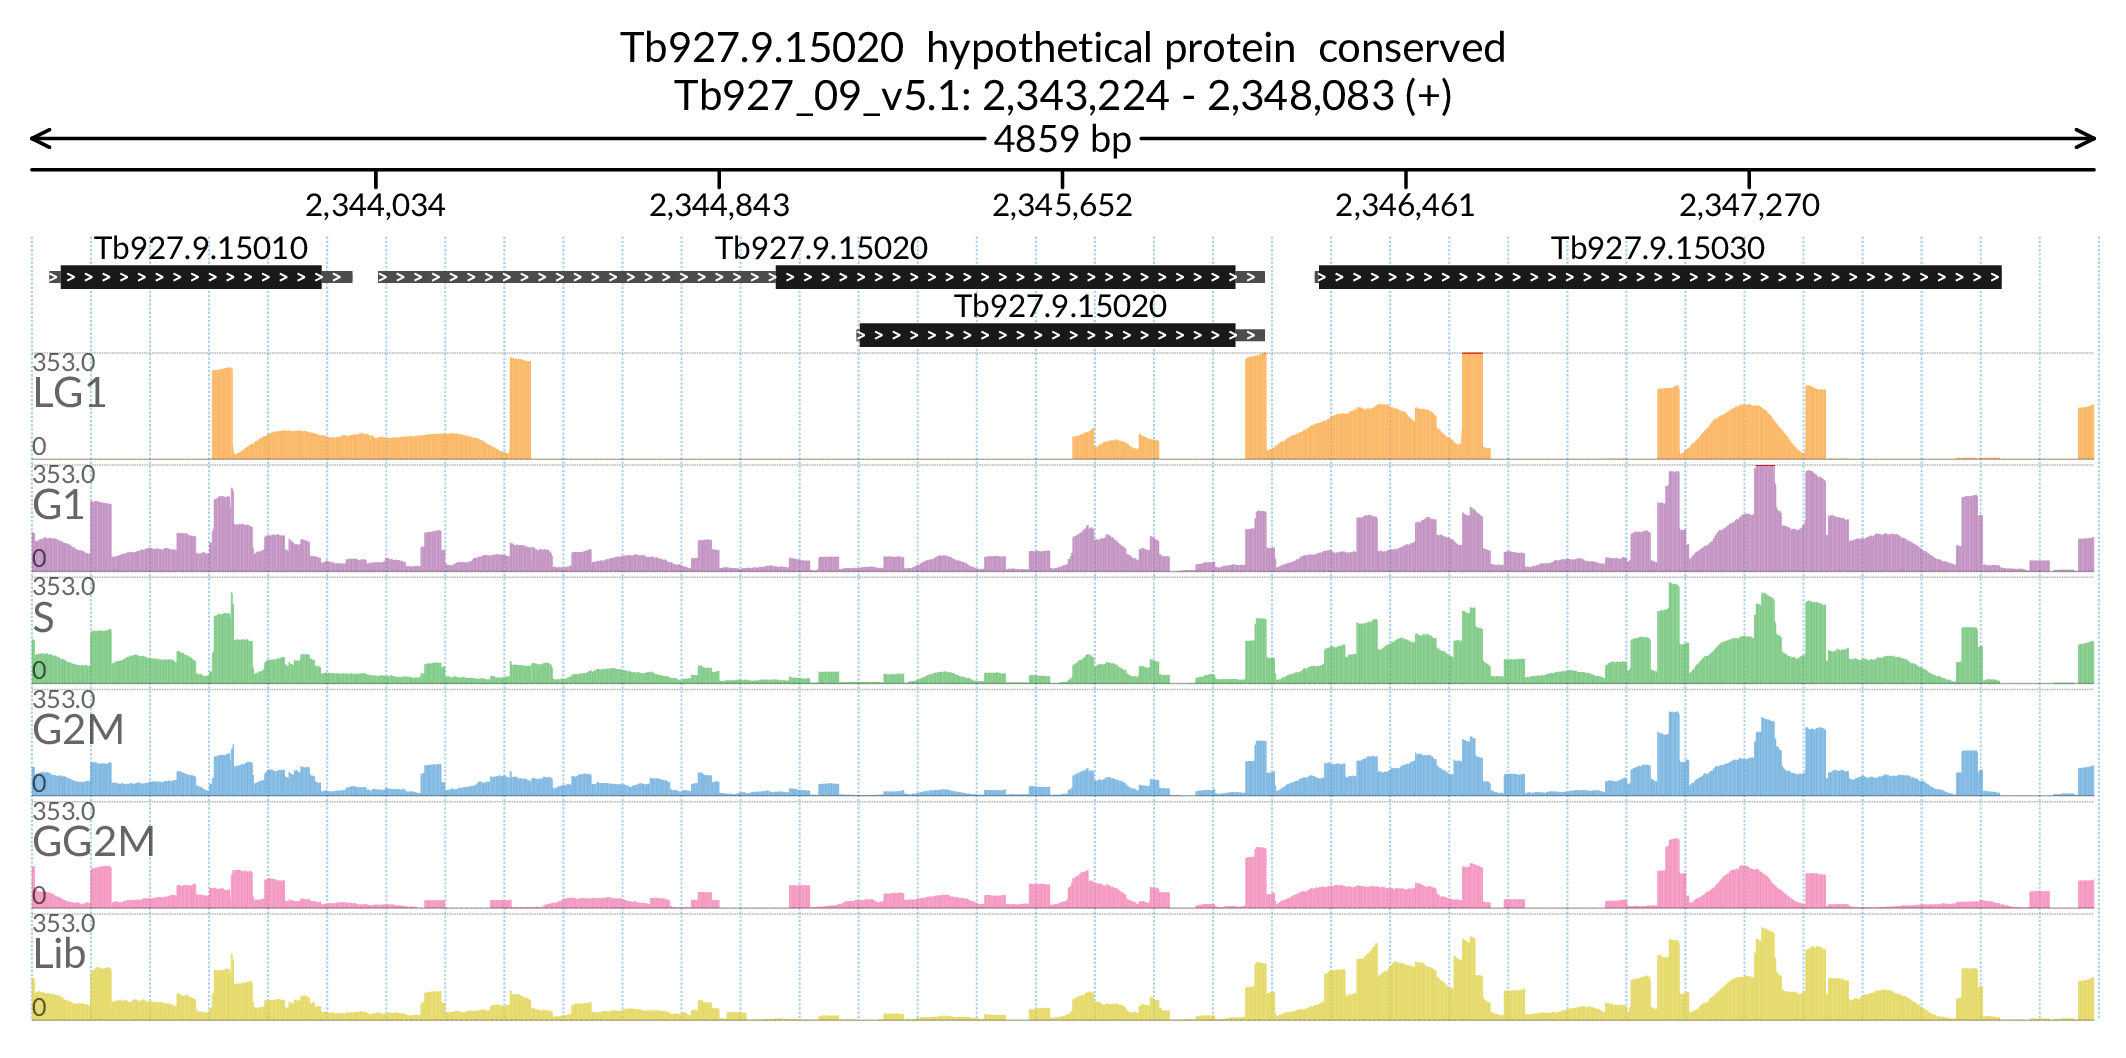 Tb927.9.15020  hypothetical protein  conserved
Tb927_09_v5.1: 2,343,224 - 2,348,083 (+)
4859 bp
2,344,034 2,344,843 2,345,652 2,346,461 2,347,270
Tb927.9.15010 Tb927.9.15020 Tb927.9.15030
Tb927.9.15020
353.0
LG1
0
353.0
G1
0
353.0
S
0
353.0
G2M
0
353.0
GG2M
0
353.0
Lib
0